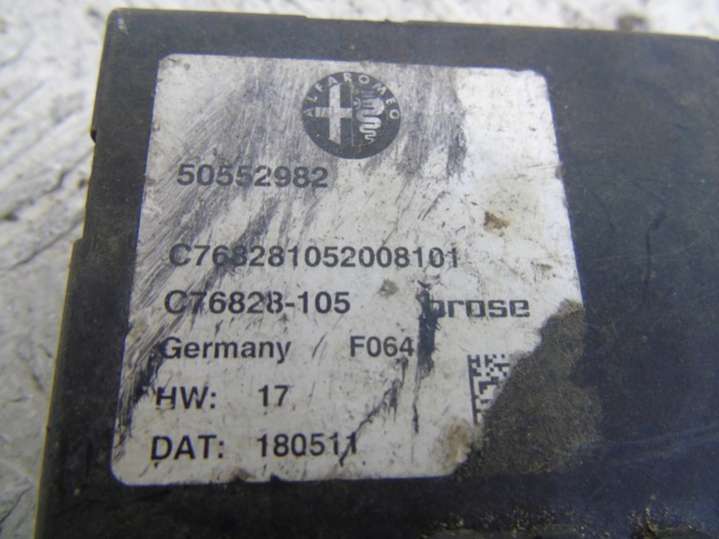 ALFA ROMEO
50552982
C768281052008101
C76828-105 brose
Germany / F064
HW: 17
DAT: 180511